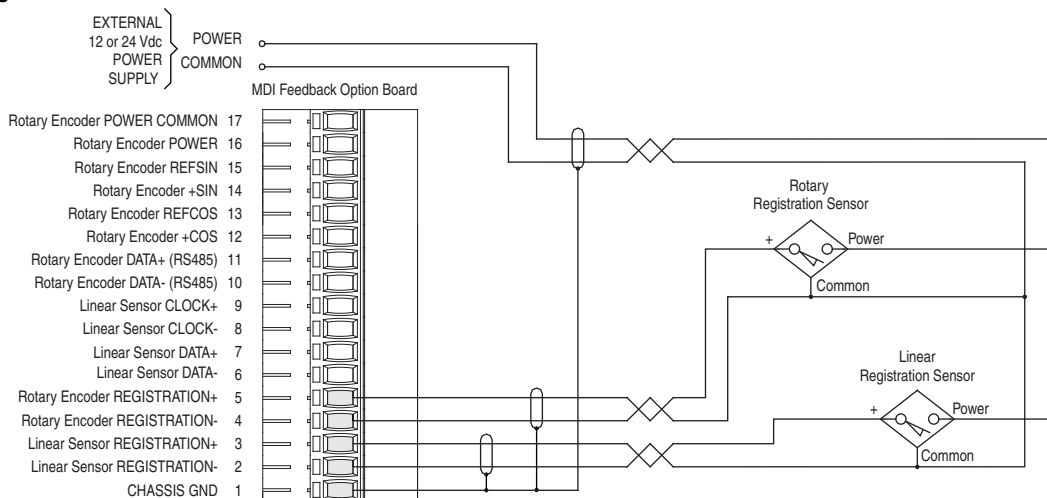 EXTERNAL
12 or 24 Vdc
POWER
SUPPLY
POWER
COMMON
MDI Feedback Option Board
Rotary Encoder POWER COMMON 17
Rotary Encoder POWER 16
Rotary Encoder REFSIN 15
Rotary Encoder +SIN 14
Rotary Encoder REFCOS 13
Rotary Encoder +COS 12
Rotary Encoder DATA+ (RS485) 11
Rotary Encoder DATA- (RS485) 10
Linear Sensor CLOCK+ 9
Linear Sensor CLOCK- 8
Linear Sensor DATA+ 7
Linear Sensor DATA- 6
Rotary Encoder REGISTRATION+ 5
Rotary Encoder REGISTRATION- 4
Linear Sensor REGISTRATION+ 3
Linear Sensor REGISTRATION- 2
CHASSIS GND 1
Rotary
Registration Sensor
+ Power
Common
Linear
Registration Sensor
+ Power
Common